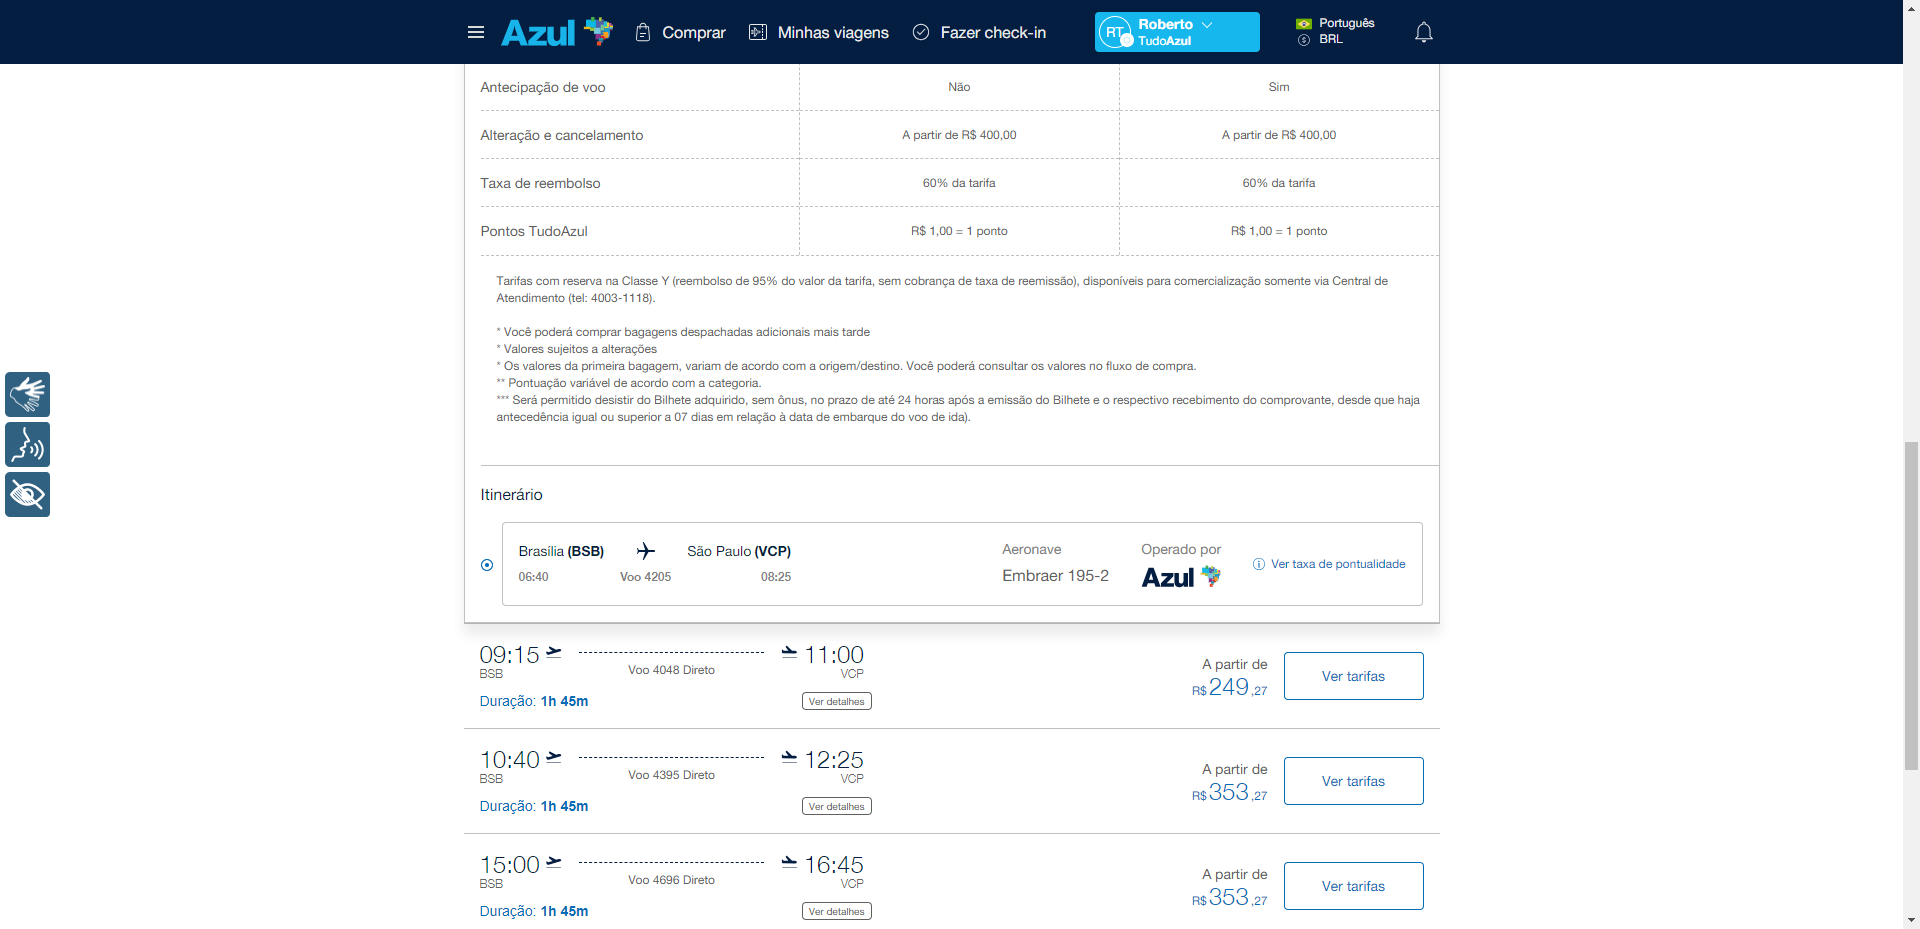 Azul
Comprar
Minhas viagens
Fazer check-in
RT
Roberto
TudoAzul
Português
BRL
Antecipação de voo Não Sim
Alteração e cancelamento A partir de R$ 400,00 A partir de R$ 400,00
Taxa de reembolso 60% da tarifa 60% da tarifa
Pontos TudoAzul R$ 1,00 = 1 ponto R$ 1,00 = 1 ponto
Tarifas com reserva na Classe Y (reembolso de 95% do valor da tarifa, sem cobrança de taxa de reemissão), disponíveis para comercialização somente via Central de
Atendimento (tel: 4003-1118).
* Você poderá comprar bagagens despachadas adicionais mais tarde
* Valores sujeitos a alterações
* Os valores da primeira bagagem, variam de acordo com a origem/destino. Você poderá consultar os valores no fluxo de compra.
** Pontuação variável de acordo com a categoria.
*** Será permitido desistir do Bilhete adquirido, sem ônus, no prazo de até 24 horas após a emissão do Bilhete e o respectivo recebimento do comprovante, desde que haja
antecedência igual ou superior a 07 dias em relação à data de embarque do voo de ida).
Itinerário
Brasília (BSB) São Paulo (VCP)
06:40 Voo 4205 08:25
Aeronave
Embraer 195-2
Operado por
Azul
Ver taxa de pontualidade
09:15 11:00
BSB Voo 4048 Direto VCP
Duração: 1h 45m Ver detalhes
A partir de
R$ 249,27
Ver tarifas
10:40 12:25
BSB Voo 4395 Direto VCP
Duração: 1h 45m Ver detalhes
A partir de
R$ 353,27
Ver tarifas
15:00 16:45
BSB Voo 4696 Direto VCP
Duração: 1h 45m Ver detalhes
A partir de
R$ 353,27
Ver tarifas